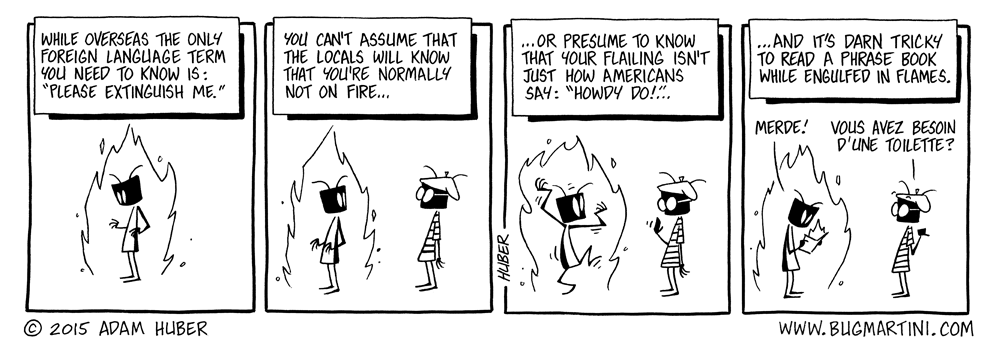 WHILE OVERSEAS THE ONLY
FOREIGN LANGUAGE TERM
YOU NEED TO KNOW IS:
"PLEASE EXTINGUISH ME."
YOU CAN'T ASSUME THAT
THE LOCALS WILL KNOW
THAT YOU'RE NORMALLY
NOT ON FIRE...
...OR PRESUME TO KNOW
THAT YOUR FLAILING ISN'T
JUST HOW AMERICANS
SAY: "HOWDY DO!"...
HUBER
...AND IT'S DARN TRICKY
TO READ A PHRASE BOOK
WHILE ENGULFED IN FLAMES.
MERDE!
VOUS AVEZ BESOIN
D'UNE TOILETTE?
© 2015 ADAM HUBER
WWW.BUGMARTINI.COM